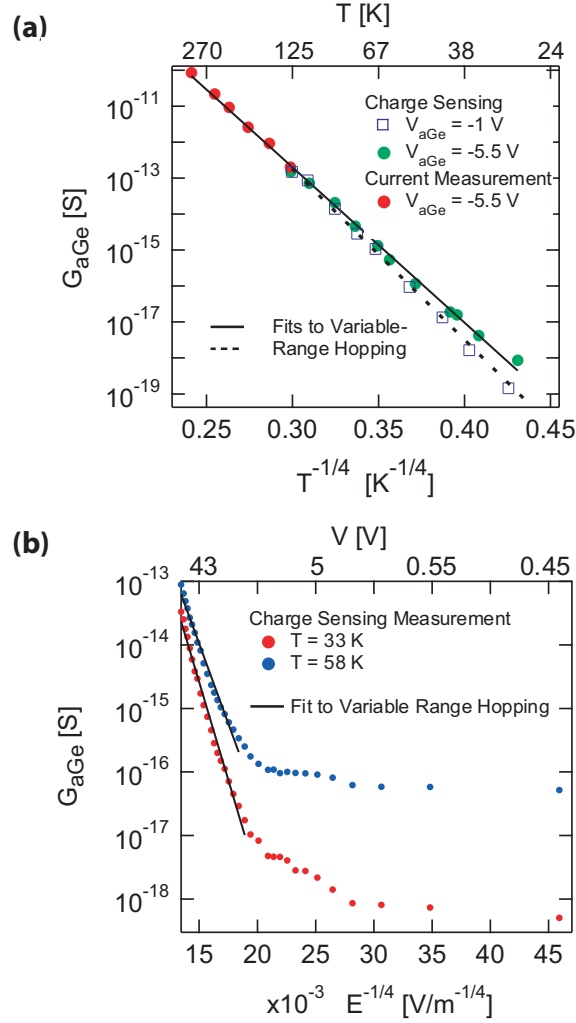 (a)
T [K]
270 125 67 38 24
Charge Sensing
V_aGe = -1 V
V_aGe = -5.5 V
Current Measurement
V_aGe = -5.5 V
10^-11
10^-13
10^-15
10^-17
10^-19
G_aGe [S]
Fits to Variable-
Range Hopping
0.25 0.30 0.35 0.40 0.45
T^-1/4 [K^-1/4]
(b)
V [V]
43 5 0.55 0.45
10^-13
10^-14
10^-15
10^-16
10^-17
10^-18
G_aGe [S]
Charge Sensing Measurement
T = 33 K
T = 58 K
Fit to Variable Range Hopping
15 20 25 30 35 40 45
x10^-3 E^-1/4 [V/m^-1/4]